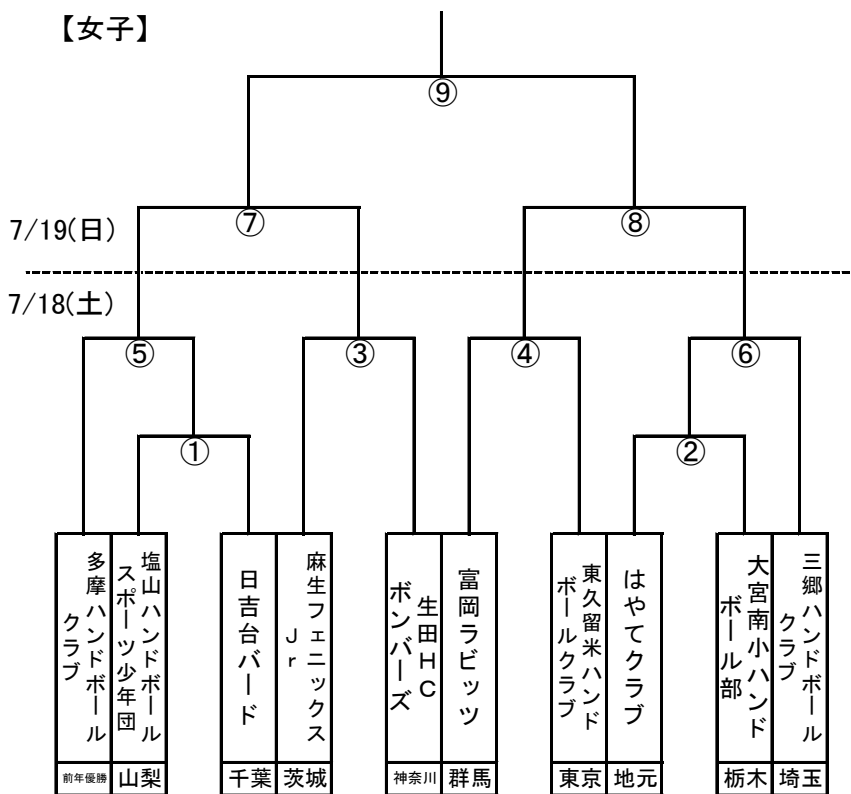 【女子】
⑨
⑦
⑧
7/19(日)
7/18(土)
⑤
③
④
⑥
①
②
多摩ハンドボール
クラブ
塩山ハンドボール
スポーツ少年団
日吉台バード
麻生フェニックス
Ｊｒ
生田ＨＣ
ボンバーズ
富岡ラビッツ
東久留米ハンド
ボールクラブ
はやてクラブ
大宮南小ハンド
ボール部
三郷ハンドボール
クラブ
前年優勝
山梨
千葉
茨城
神奈川
群馬
東京
地元
栃木
埼玉